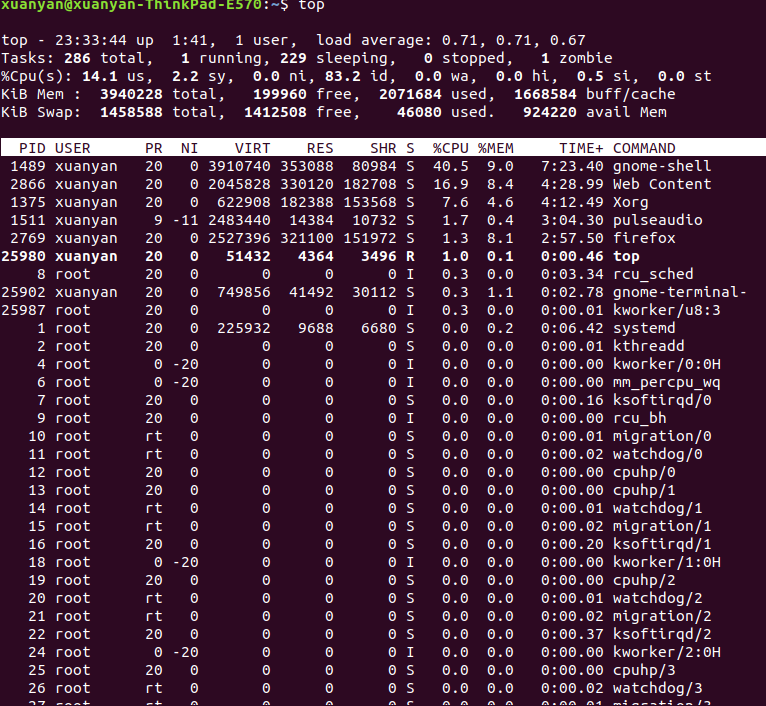 xuanyan@xuanyan-ThinkPad-E570:~$ top
top - 23:33:44 up  1:41,  1 user,  load average: 0.71, 0.71, 0.67
Tasks: 286 total,   1 running, 229 sleeping,   0 stopped,   1 zombie
%Cpu(s): 14.1 us,  2.2 sy,  0.0 ni, 83.2 id,  0.0 wa,  0.0 hi,  0.5 si,  0.0 st
KiB Mem :  3940228 total,   199960 free,  2071684 used,  1668584 buff/cache
KiB Swap:  1458588 total,  1412508 free,    46080 used.   924220 avail Mem
  PID USER      PR  NI    VIRT    RES    SHR S  %CPU %MEM     TIME+ COMMAND
 1489 xuanyan   20   0 3910740 353088  80984 S  40.5  9.0   7:23.40 gnome-shell
 2866 xuanyan   20   0 2045828 330120 182708 S  16.9  8.4   4:28.99 Web Content
 1375 xuanyan   20   0  622908 182388 153568 S   7.6  4.6   4:12.49 Xorg
 1511 xuanyan    9 -11 2483440  14384  10732 S   1.7  0.4   3:04.30 pulseaudio
 2769 xuanyan   20   0 2527396 321100 151972 S   1.3  8.1   2:57.50 firefox
25980 xuanyan   20   0   51432   4364   3496 R   1.0  0.1   0:00.46 top
    8 root      20   0       0      0      0 I   0.3  0.0   0:03.34 rcu_sched
25902 xuanyan   20   0  749856  41492  30112 S   0.3  1.1   0:02.78 gnome-terminal-
25987 root      20   0       0      0      0 I   0.3  0.0   0:00.01 kworker/u8:3
    1 root      20   0  225932   9688   6680 S   0.0  0.2   0:06.42 systemd
    2 root      20   0       0      0      0 S   0.0  0.0   0:00.01 kthreadd
    4 root       0 -20       0      0      0 I   0.0  0.0   0:00.00 kworker/0:0H
    6 root       0 -20       0      0      0 I   0.0  0.0   0:00.00 mm_percpu_wq
    7 root      20   0       0      0      0 S   0.0  0.0   0:00.16 ksoftirqd/0
    9 root      20   0       0      0      0 I   0.0  0.0   0:00.00 rcu_bh
   10 root      rt   0       0      0      0 S   0.0  0.0   0:00.01 migration/0
   11 root      rt   0       0      0      0 S   0.0  0.0   0:00.02 watchdog/0
   12 root      20   0       0      0      0 S   0.0  0.0   0:00.00 cpuhp/0
   13 root      20   0       0      0      0 S   0.0  0.0   0:00.00 cpuhp/1
   14 root      rt   0       0      0      0 S   0.0  0.0   0:00.01 watchdog/1
   15 root      rt   0       0      0      0 S   0.0  0.0   0:00.02 migration/1
   16 root      20   0       0      0      0 S   0.0  0.0   0:00.20 ksoftirqd/1
   18 root       0 -20       0      0      0 I   0.0  0.0   0:00.00 kworker/1:0H
   19 root      20   0       0      0      0 S   0.0  0.0   0:00.00 cpuhp/2
   20 root      rt   0       0      0      0 S   0.0  0.0   0:00.01 watchdog/2
   21 root      rt   0       0      0      0 S   0.0  0.0   0:00.02 migration/2
   22 root      20   0       0      0      0 S   0.0  0.0   0:00.37 ksoftirqd/2
   24 root       0 -20       0      0      0 I   0.0  0.0   0:00.00 kworker/2:0H
   25 root      20   0       0      0      0 S   0.0  0.0   0:00.00 cpuhp/3
   26 root      rt   0       0      0      0 S   0.0  0.0   0:00.02 watchdog/3